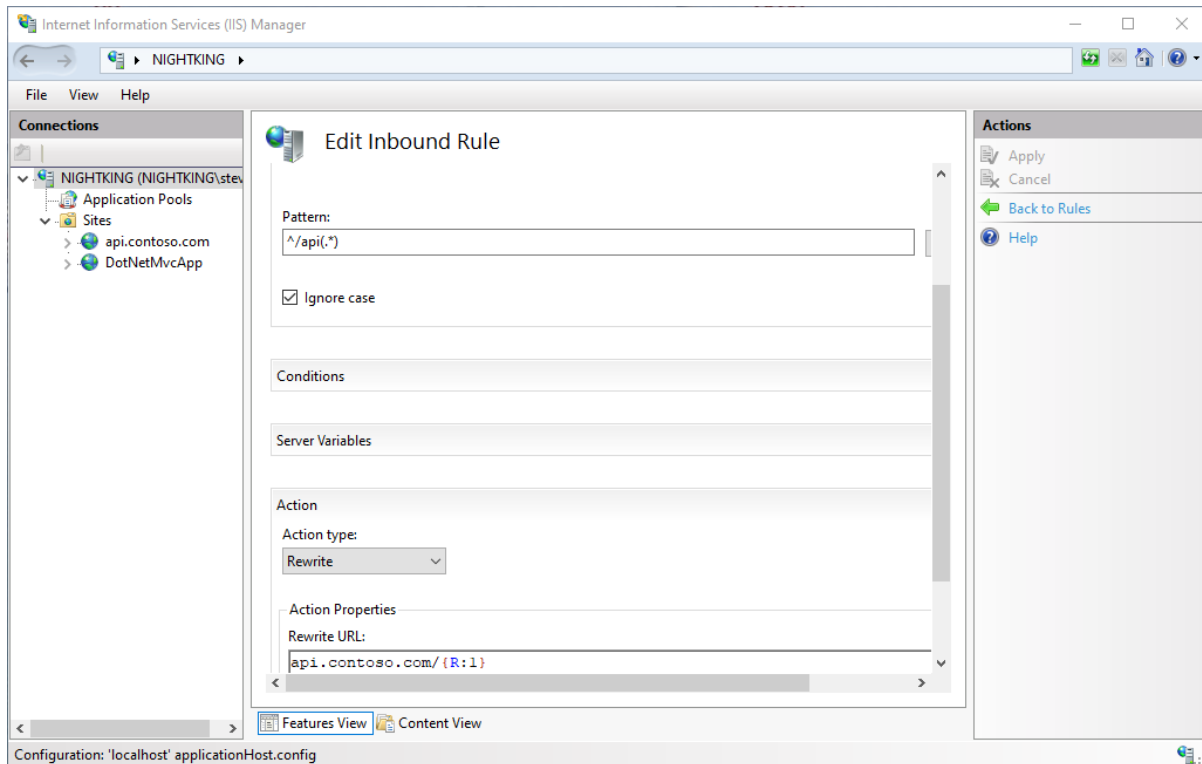 Internet Information Services (IIS) Manager
NIGHTKING
File View Help
Connections
NIGHTKING (NIGHTKING\stev
Application Pools
Sites
api.contoso.com
DotNetMvcApp
Edit Inbound Rule
Pattern:
^/api(.*)
Ignore case
Conditions
Server Variables
Action
Action type:
Rewrite
Action Properties
Rewrite URL:
api.contoso.com/{R:1}
Features View Content View
Actions
Apply
Cancel
Back to Rules
Help
Configuration: 'localhost' applicationHost.config